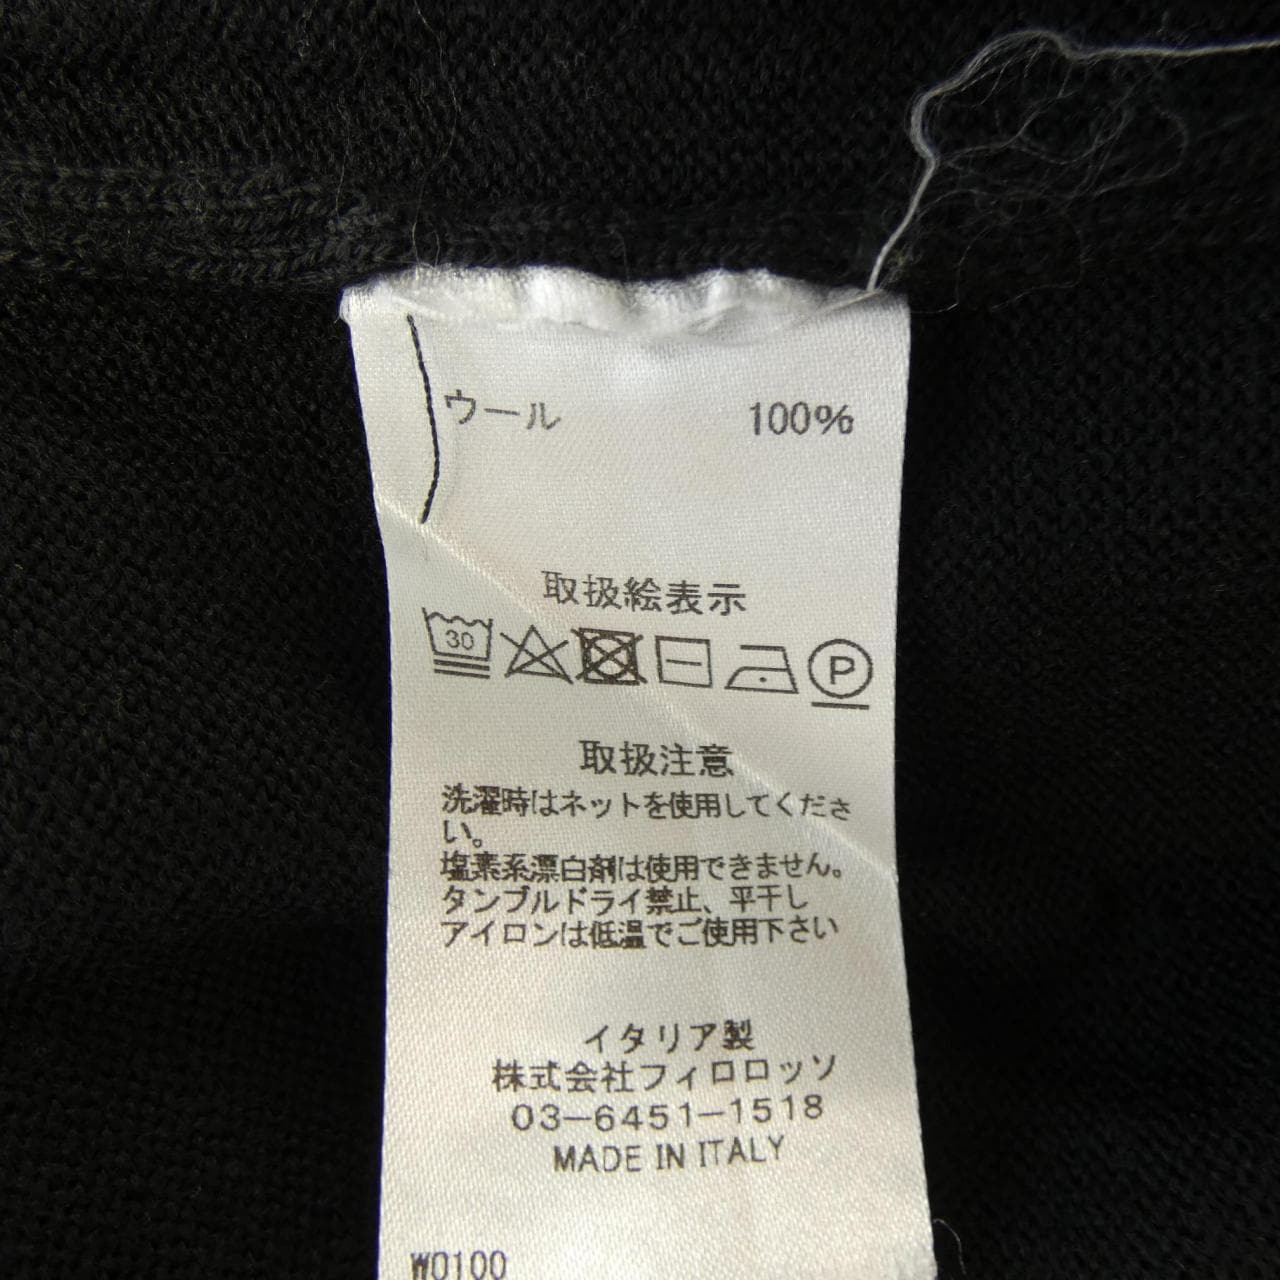 ウール 100%
取扱絵表示
30
P
取扱注意
洗濯時はネットを使用してくださ
い。
塩素系漂白剤は使用できません。
タンブルドライ禁止、平干し
アイロンは低温でご使用下さい
イタリア製
株式会社フィロロッソ
03-6451-1518
MADE IN ITALY
W0100